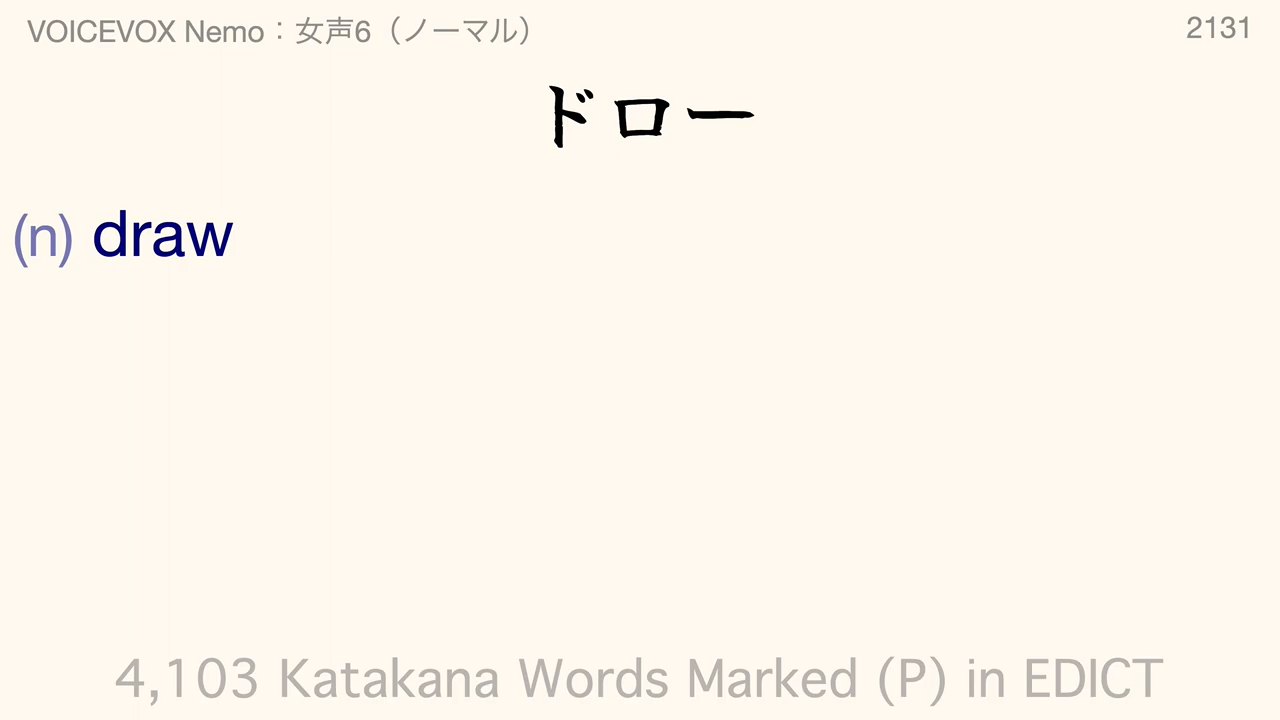 VOICEVOX Nemo：女声6（ノーマル）
2131
ドロー
(n) draw
4,103 Katakana Words Marked (P) in EDICT